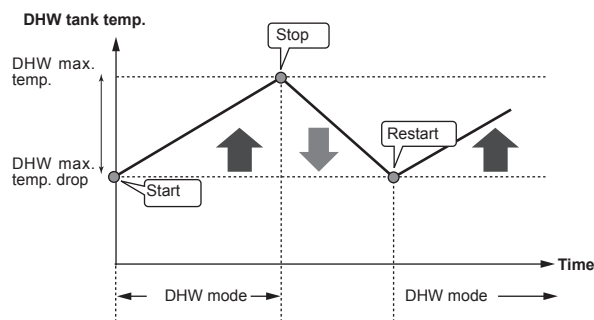 DHW tank temp.
Stop
DHW max.
temp.
Restart
DHW max.
temp. drop
Start
Time
DHW mode
DHW mode